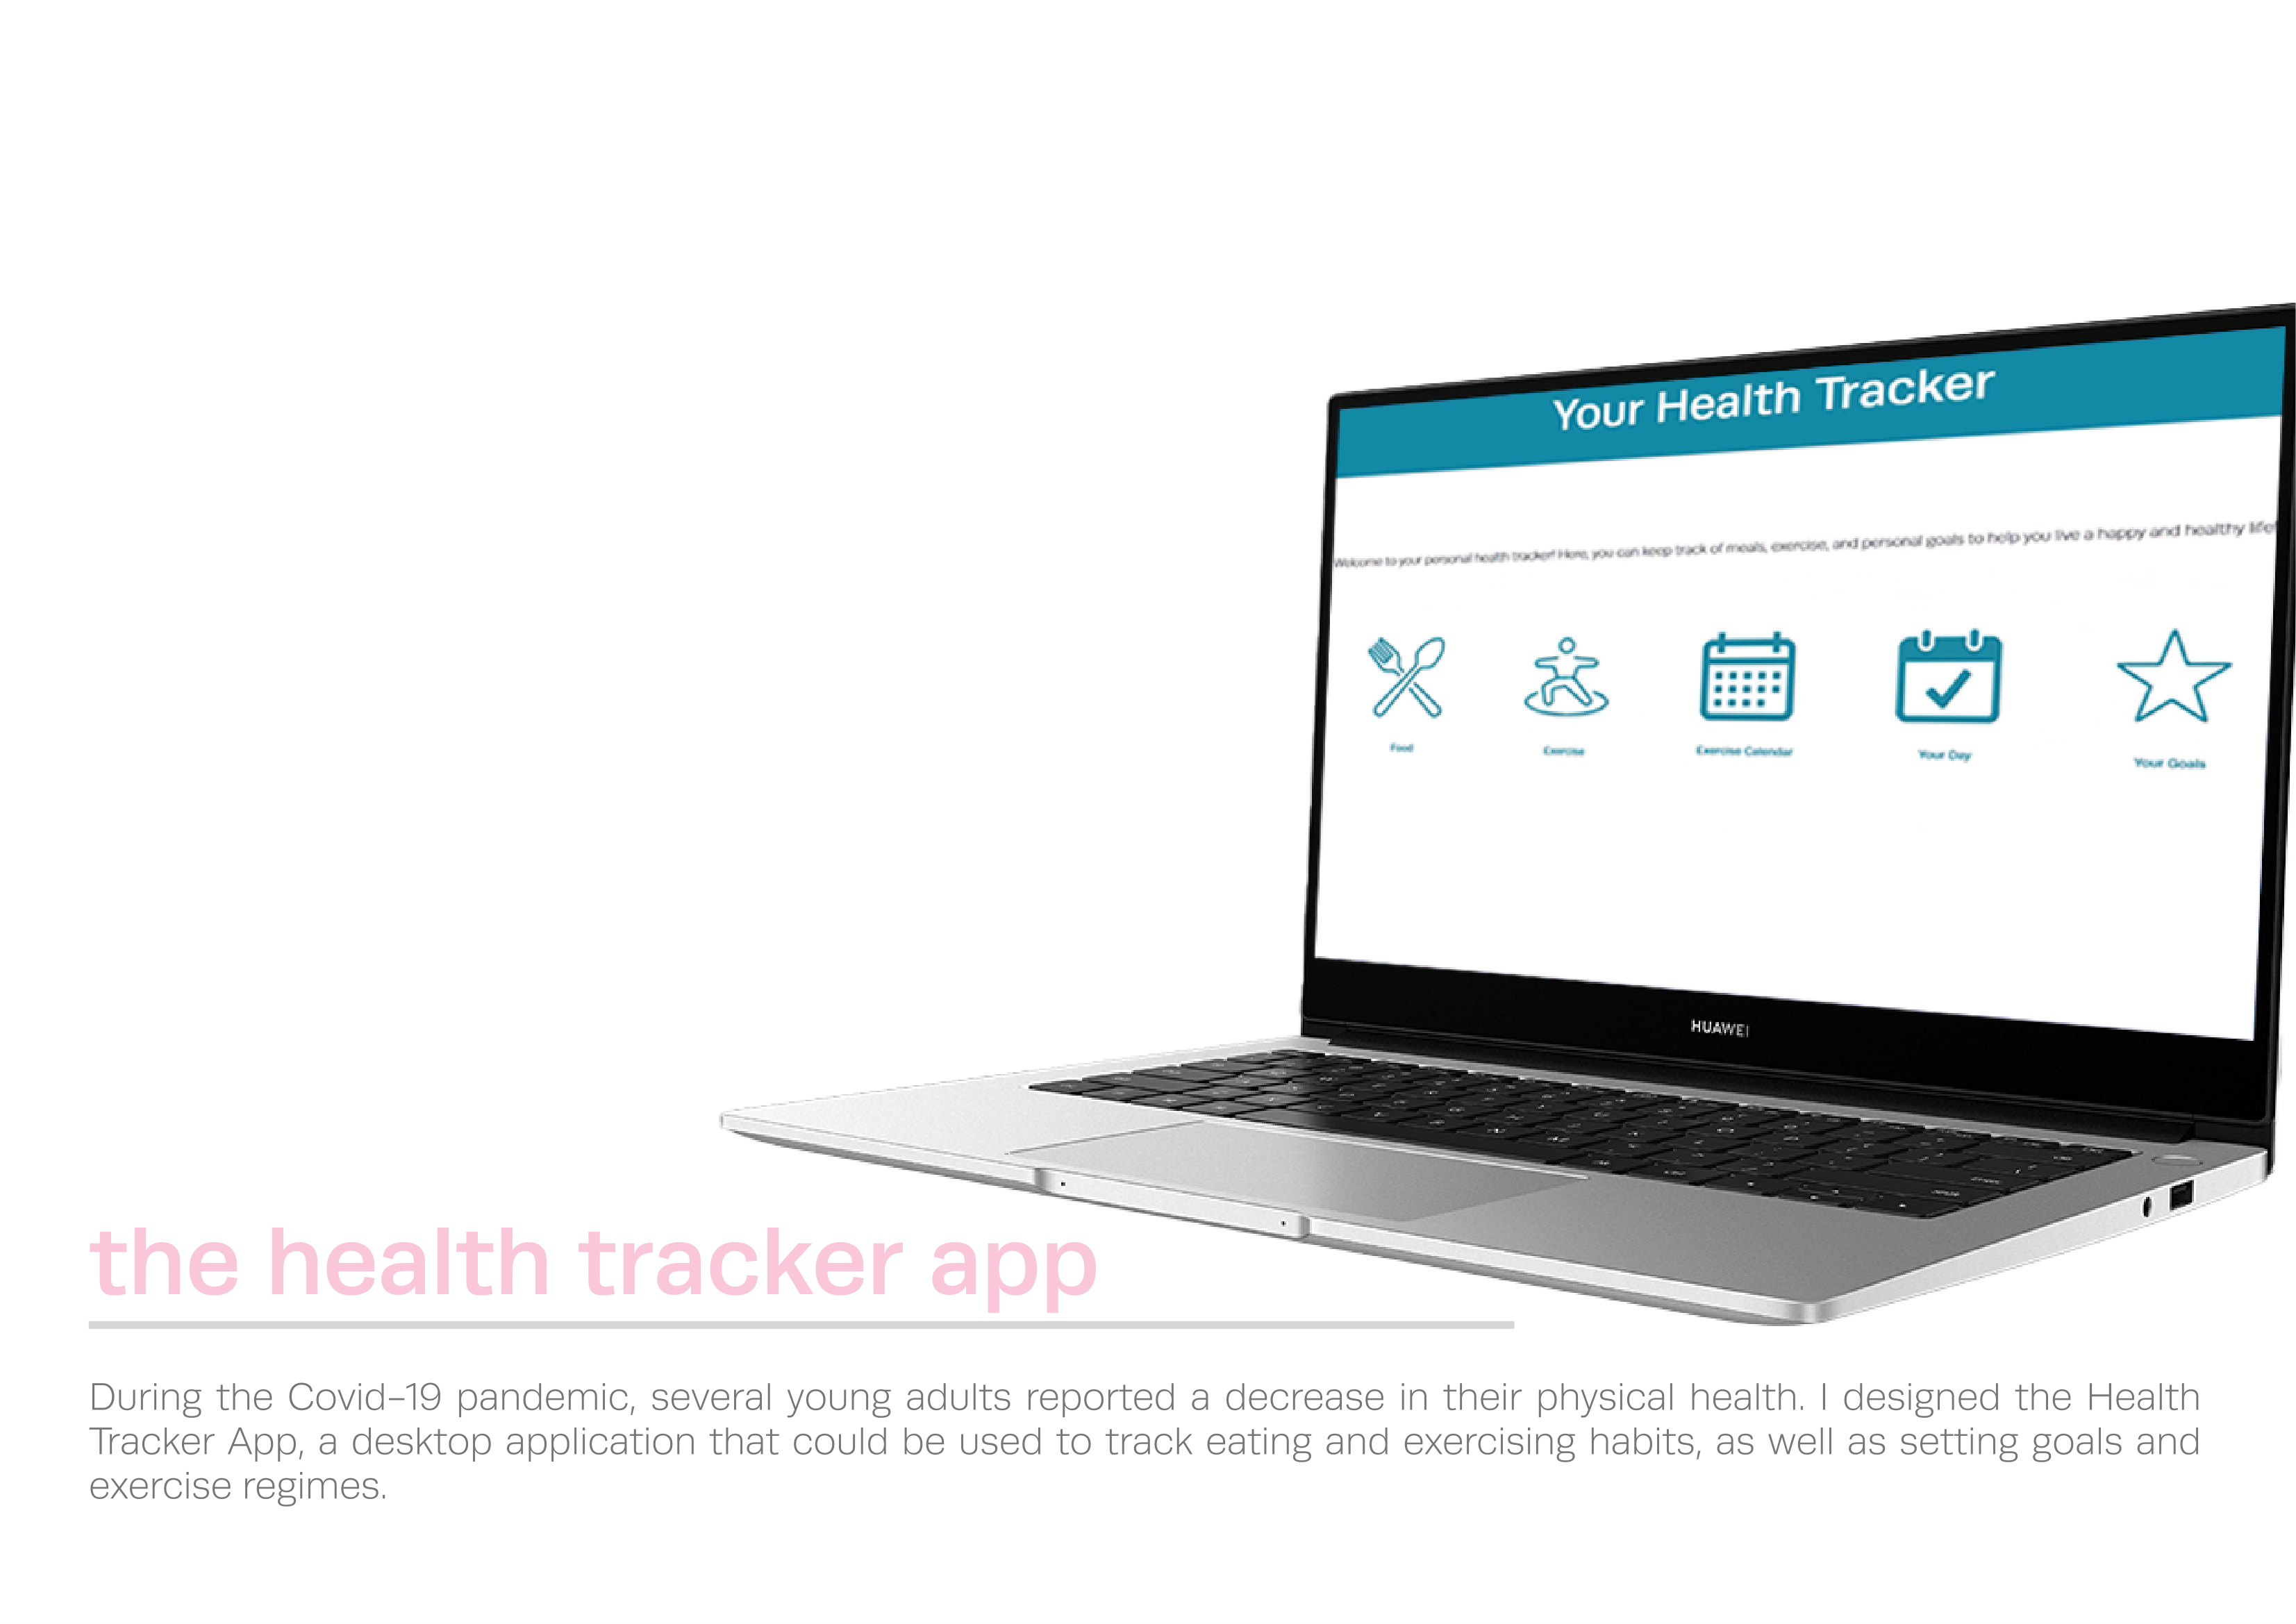 Your Health Tracker
Welcome to your personal health tracker! Here, you can keep track of meals, exercise, and personal goals to help you live a happy and healthy life!
Food
Exercise
Exercise Calendar
Your Day
Your Goals
HUAWEI
the health tracker app
During the Covid-19 pandemic, several young adults reported a decrease in their physical health. I designed the Health
Tracker App, a desktop application that could be used to track eating and exercising habits, as well as setting goals and
exercise regimes.